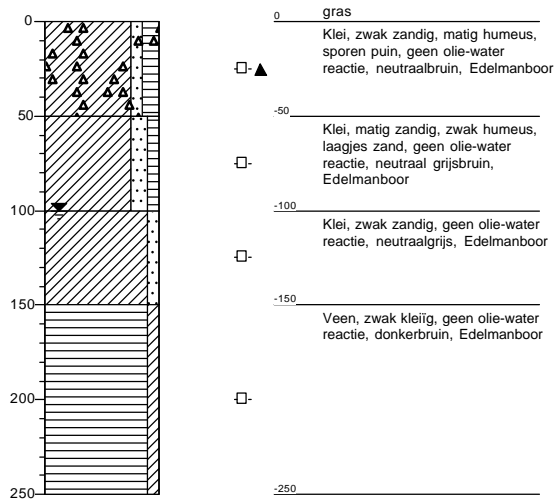 0
50
100
150
200
250
0
gras
Klei, zwak zandig, matig humeus,
sporen puin, geen olie-water
reactie, neutraalbruin, Edelmanboor
-50
Klei, matig zandig, zwak humeus,
laagjes zand, geen olie-water
reactie, neutraal grijsbruin,
Edelmanboor
-100
Klei, zwak zandig, geen olie-water
reactie, neutraalgrijs, Edelmanboor
-150
Veen, zwak kleiïg, geen olie-water
reactie, donkerbruin, Edelmanboor
-250